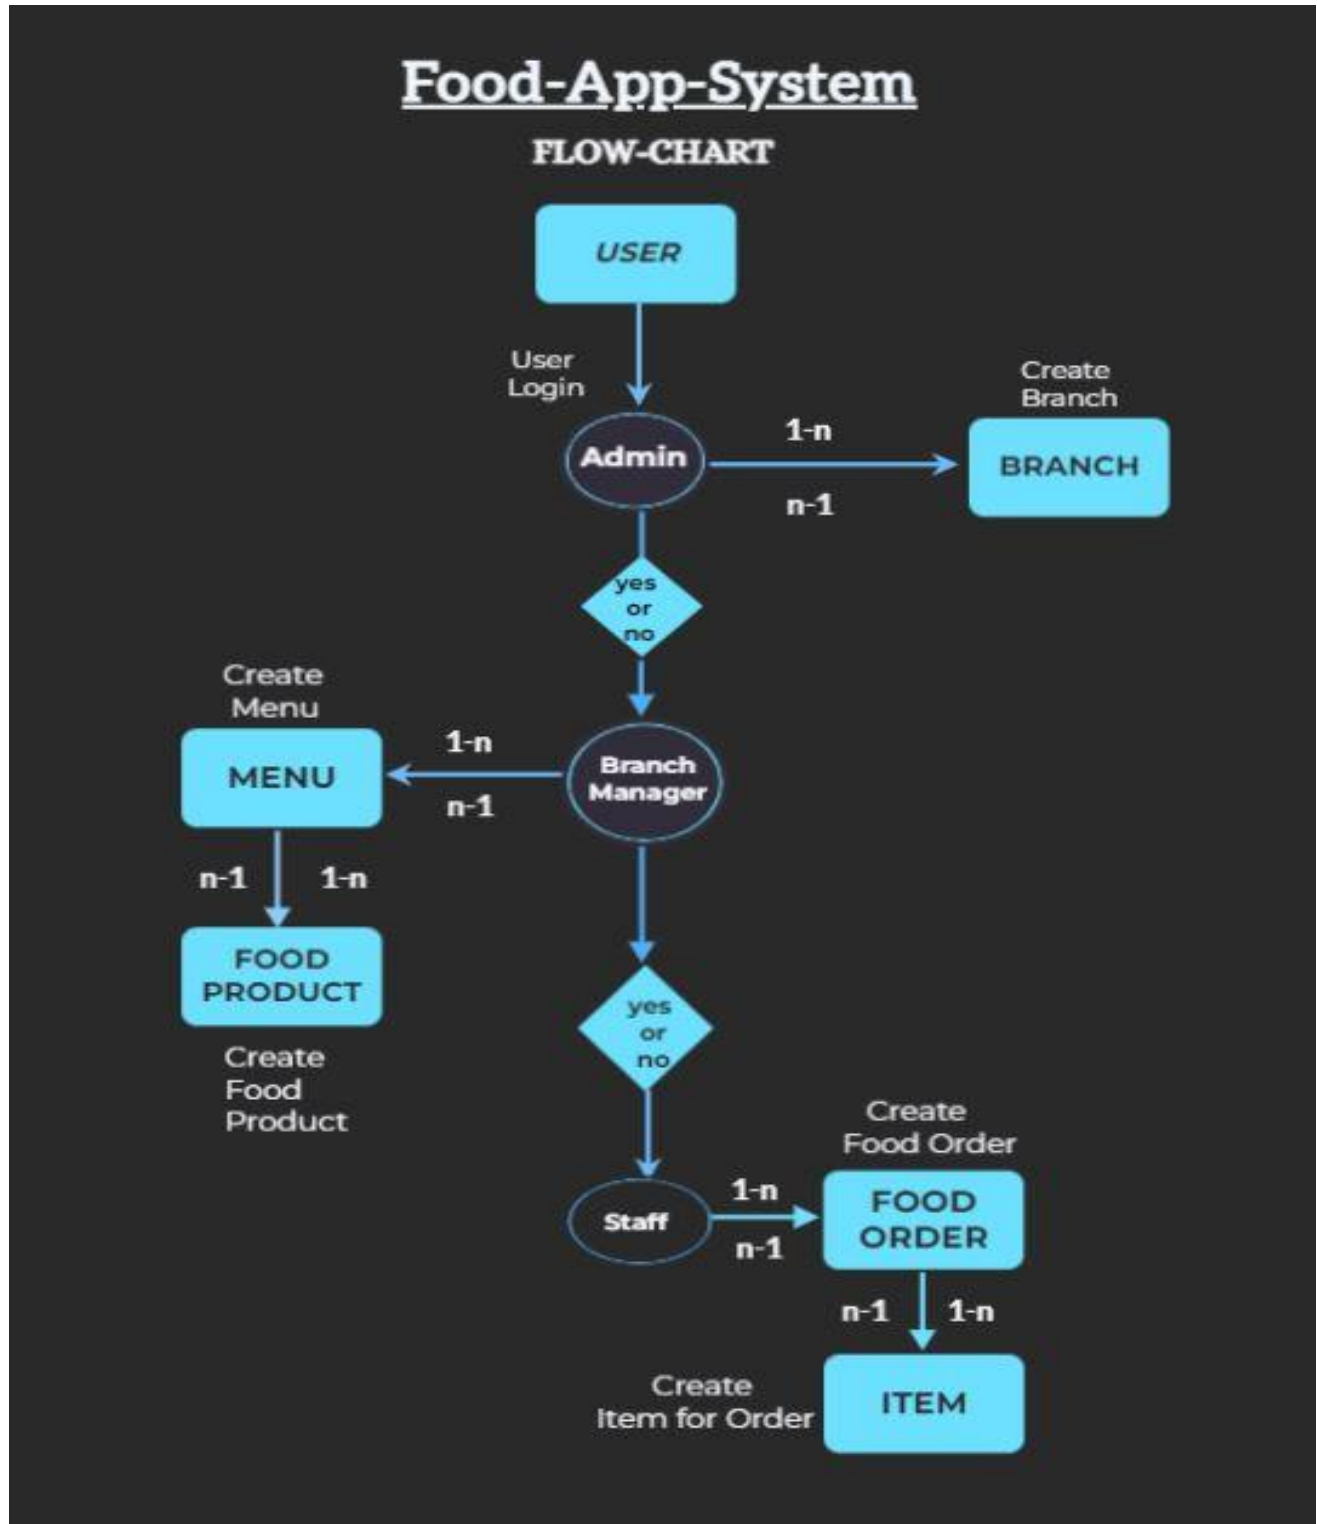 Food-App-System
FLOW-CHART
USER
User
Login
Admin
1-n
n-1
Create
Branch
BRANCH
yes
or
no
Create
Menu
MENU
1-n
n-1
Branch
Manager
n-1
1-n
FOOD
PRODUCT
Create
Food
Product
yes
or
no
Staff
1-n
n-1
Create
Food Order
FOOD
ORDER
n-1
1-n
Create
Item for Order
ITEM